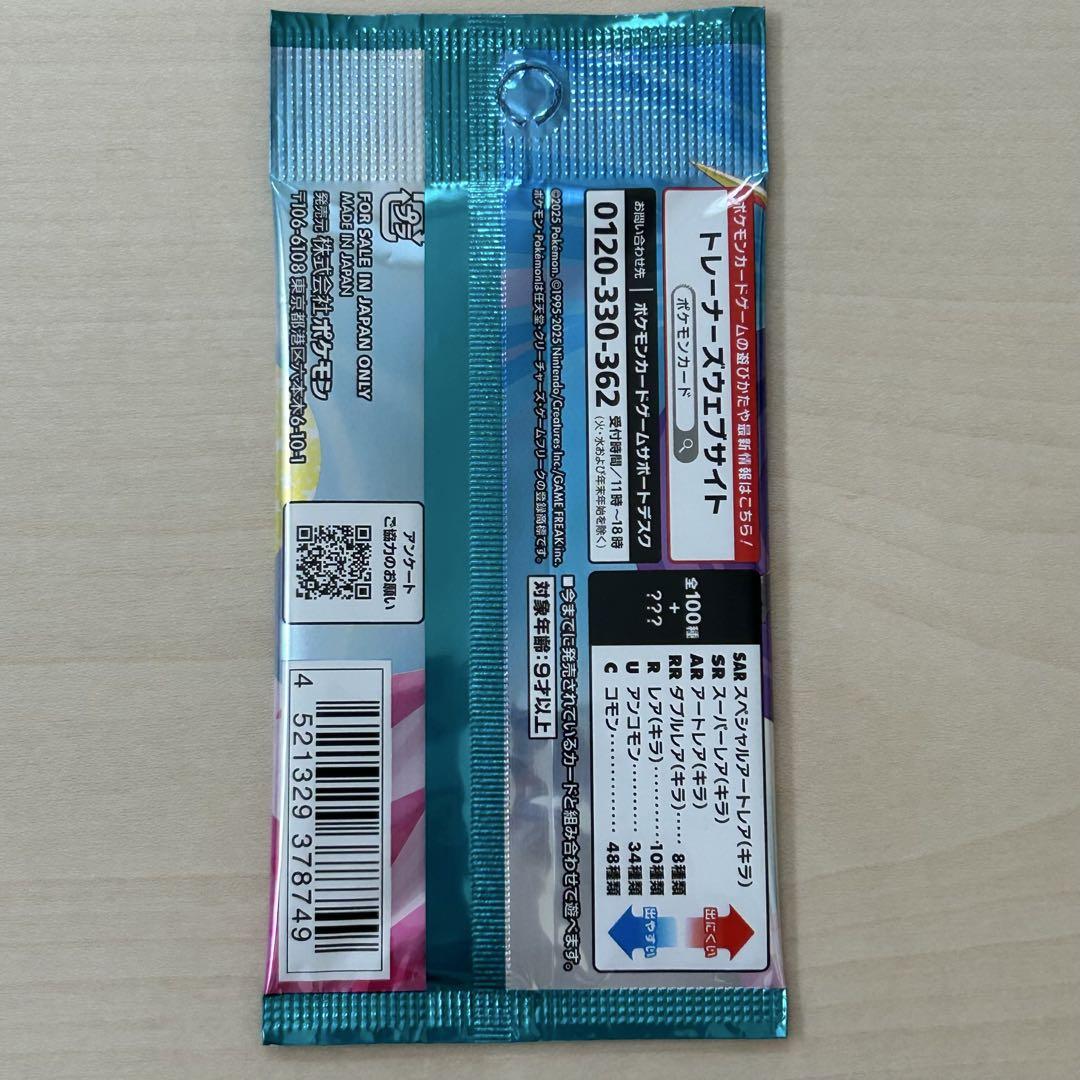 ポケモンカードゲームの遊びかたや最新情報はこちら!
トレーナーズウェブサイト
ポケモンカード
お問い合わせ先 | ポケモンカードゲームサポートデスク
0120-330-362 受付時間/11時~18時
(火・水および年末年始を除く)
©2025 Pokémon. ©1995-2025 Nintendo/Creatures Inc./GAME FREAK inc.
ポケモン・Pokémonは任天堂・クリーチャーズ・ゲームフリークの登録商標です。
全100種
+
???
SAR スペシャルアートレア(キラ)
SR スーパーレア(キラ)
AR アートレア(キラ)
RR ダブルレア(キラ)…… 8種類
R レア(キラ)…………10種類
U アンコモン…………34種類
C コモン……………48種類
出にくい
出やすい
■今までに発売されているカードと組み合わせて遊べます。
対象年齢:9才以上
プラ
FOR SALE IN JAPAN ONLY
MADE IN JAPAN
発売元 株式会社ポケモン
〒106-6108 東京都港区六本木6-10-1
アンケート
ご協力のお願い
4 521329 378749